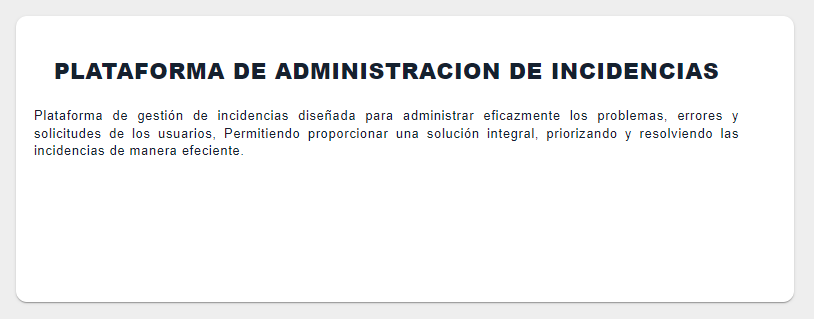 PLATAFORMA DE ADMINISTRACION DE INCIDENCIAS
Plataforma de gestión de incidencias diseñada para administrar eficazmente los problemas, errores y
solicitudes de los usuarios, Permitiendo proporcionar una solución integral, priorizando y resolviendo las
incidencias de manera efeciente.